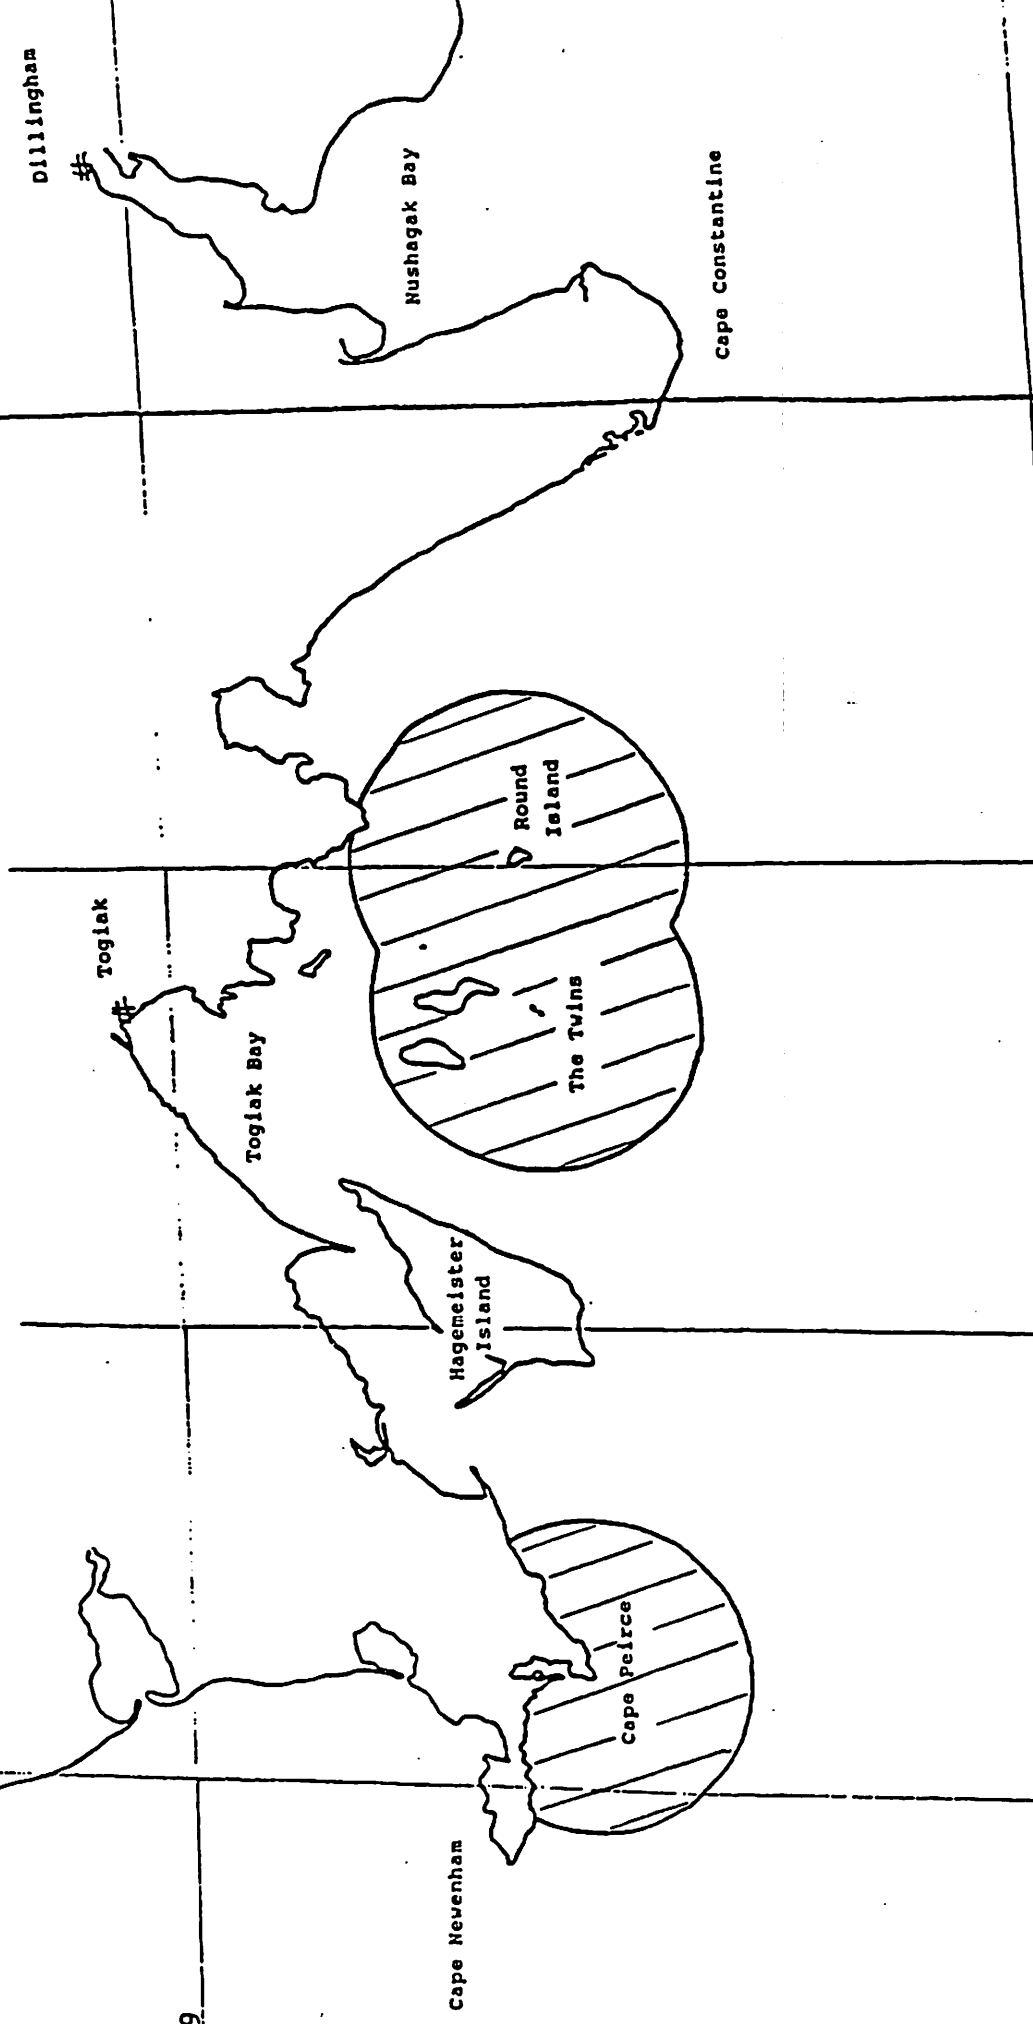 Dillingham
Nushagak Bay
Cape Constantine
Togiak
Togiak Bay
Round
Island
The Twins
Hagemeister
Island
Cape Peirce
Cape Newenham
9